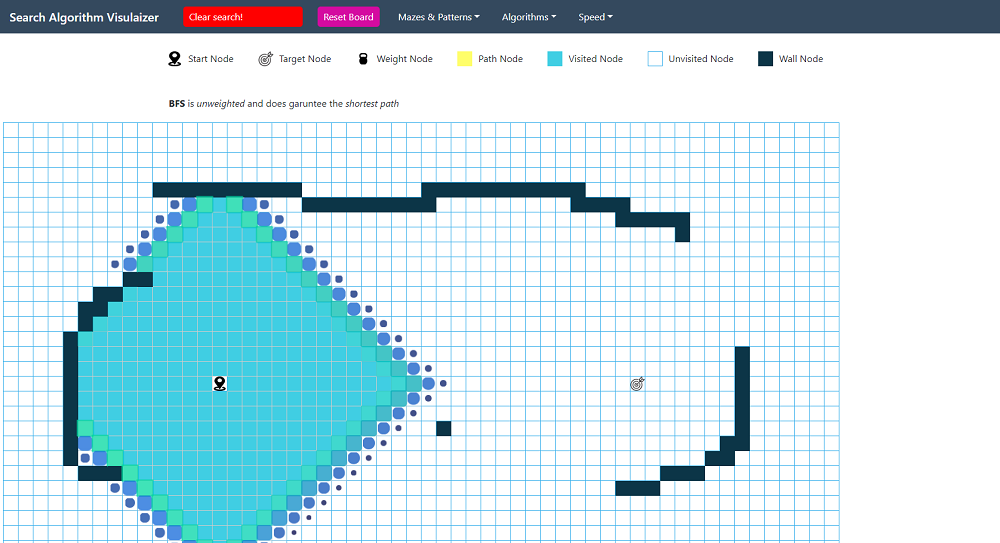 Search Algorithm Visulaizer
Clear search!
Reset Board
Mazes & Patterns
Algorithms
Speed
Start Node
Target Node
Weight Node
Path Node
Visited Node
Unvisited Node
Wall Node
BFS is unweighted and does garuntee the shortest path